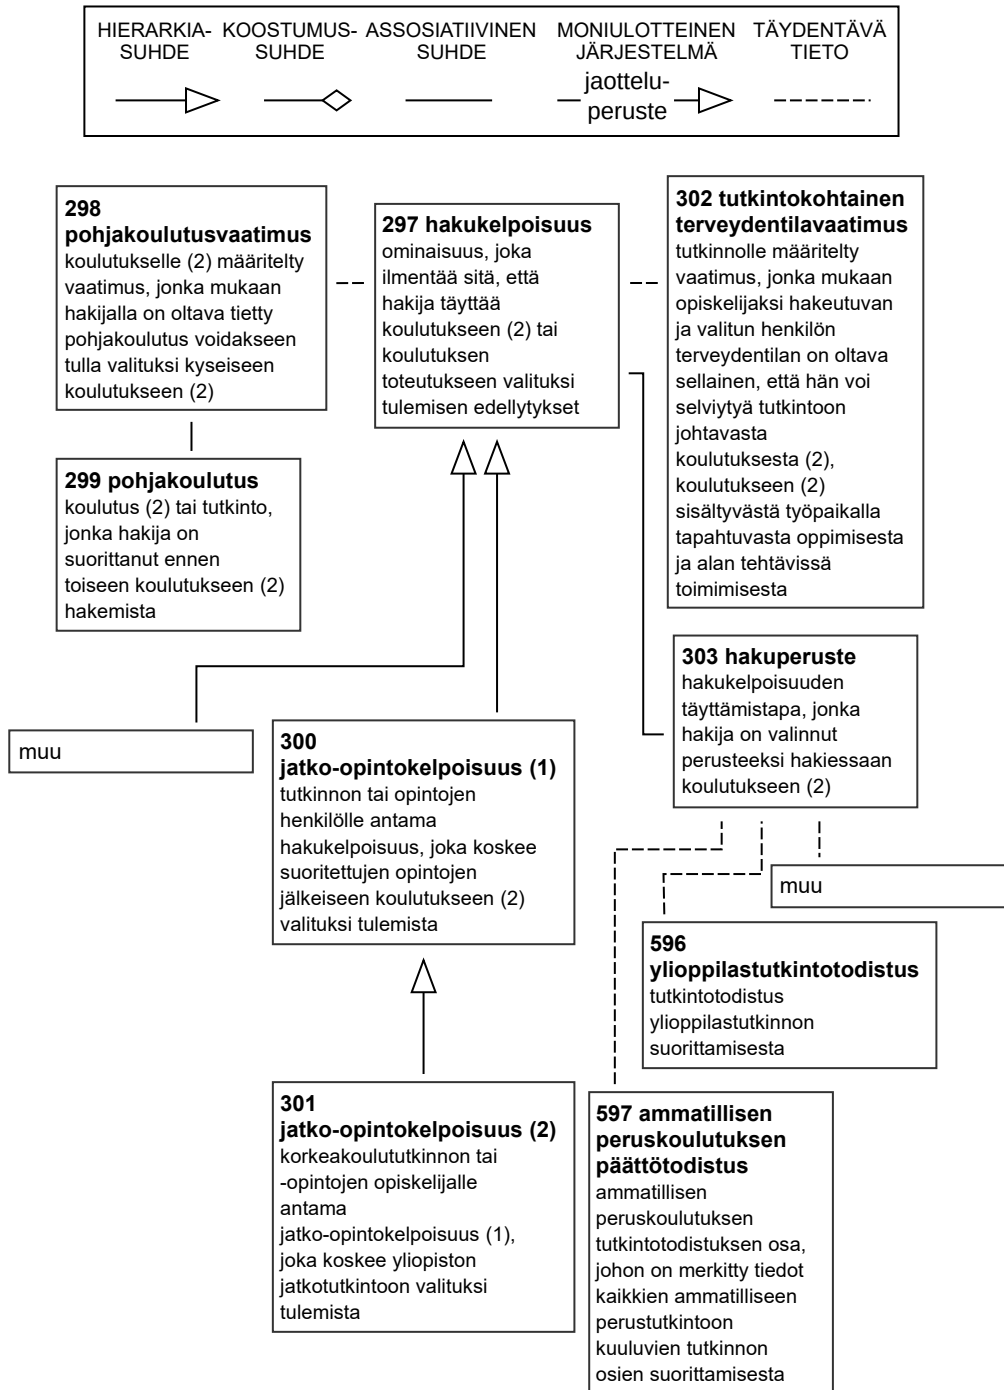 HIERARKIA-
SUHDE
KOOSTUMUS-
SUHDE
ASSOSIATIIVINEN
SUHDE
MONIULOTTEINEN
JÄRJESTELMÄ
TÄYDENTÄVÄ
TIETO
jaottelu-
peruste
298
pohjakoulutusvaatimus
koulutukselle (2) määritelty
vaatimus, jonka mukaan
hakijalla on oltava tietty
pohjakoulutus voidakseen
tulla valituksi kyseiseen
koulutukseen (2)
297 hakukelpoisuus
ominaisuus, joka
ilmentää sitä, että
hakija täyttää
koulutukseen (2) tai
koulutuksen
toteutukseen valituksi
tulemisen edellytykset
302 tutkintokohtainen
terveydentilavaatimus
tutkinnolle määritelty
vaatimus, jonka mukaan
opiskelijaksi hakeutuvan
ja valitun henkilön
terveydentilan on oltava
sellainen, että hän voi
selviytyä tutkintoon
johtavasta
koulutuksesta (2),
koulutukseen (2)
sisältyvästä työpaikalla
tapahtuvasta oppimisesta
ja alan tehtävissä
toimimisesta
299 pohjakoulutus
koulutus (2) tai tutkinto,
jonka hakija on
suorittanut ennen
toiseen koulutukseen (2)
hakemista
303 hakuperuste
hakukelpoisuuden
täyttämistapa, jonka
hakija on valinnut
perusteeksi hakiessaan
koulutukseen (2)
muu
300
jatko-opintokelpoisuus (1)
tutkinnon tai opintojen
henkilölle antama
hakukelpoisuus, joka koskee
suoritettujen opintojen
jälkeiseen koulutukseen (2)
valituksi tulemista
muu
596
ylioppilastutkintotodistus
tutkintotodistus
ylioppilastutkinnon
suorittamisesta
301
jatko-opintokelpoisuus (2)
korkeakoulututkinnon tai
-opintojen opiskelijalle
antama
jatko-opintokelpoisuus (1),
joka koskee yliopiston
jatkotutkintoon valituksi
tulemista
597 ammatillisen
peruskoulutuksen
päättötodistus
ammatillisen
peruskoulutuksen
tutkintotodistuksen osa,
johon on merkitty tiedot
kaikkien ammatilliseen
perustutkintoon
kuuluvien tutkinnon
osien suorittamisesta